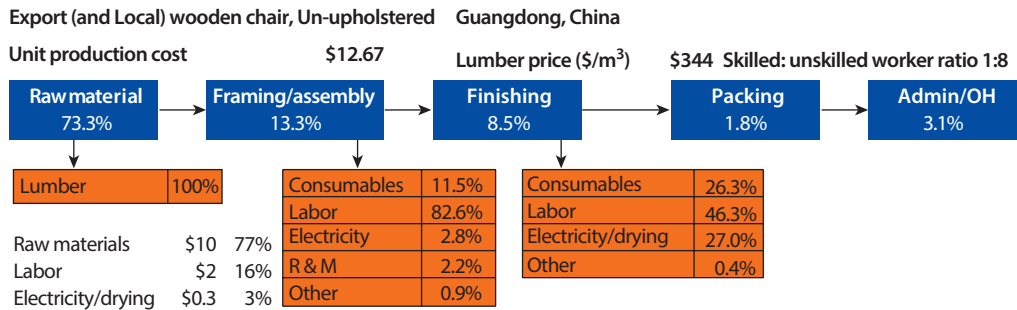 Export (and Local) wooden chair, Un-upholstered Guangdong, China
Unit production cost $12.67 Lumber price ($/m³) $344 Skilled: unskilled worker ratio 1:8
Raw material
73.3%
Framing/assembly
13.3%
Finishing
8.5%
Packing
1.8%
Admin/OH
3.1%
Lumber 100%
Raw materials $10 77%
Labor $2 16%
Electricity/drying $0.3 3%
Consumables 11.5%
Labor 82.6%
Electricity 2.8%
R & M 2.2%
Other 0.9%
Consumables 26.3%
Labor 46.3%
Electricity/drying 27.0%
Other 0.4%